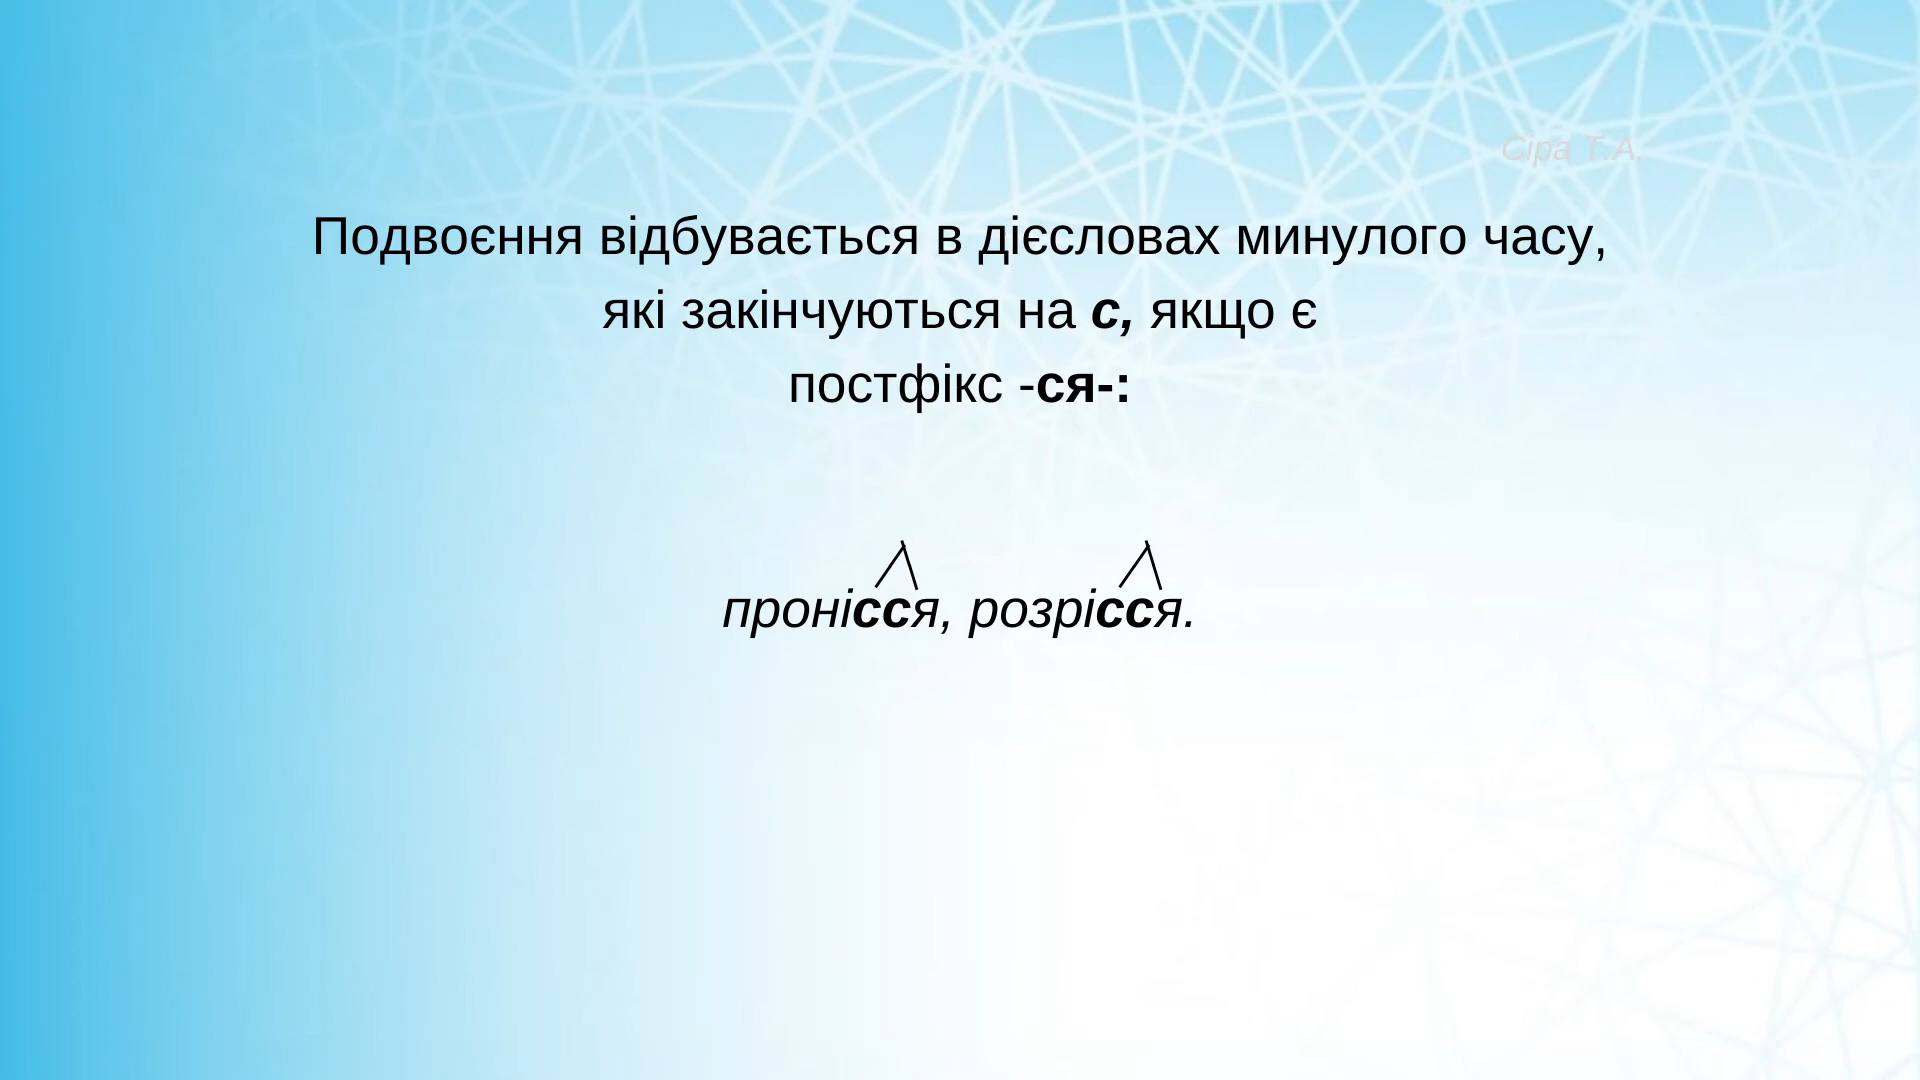 Сіра Т.А.
Подвоєння відбувається в дієсловах минулого часу,
які закінчуються на с, якщо є
постфікс -ся-:
пронісся, розрісся.